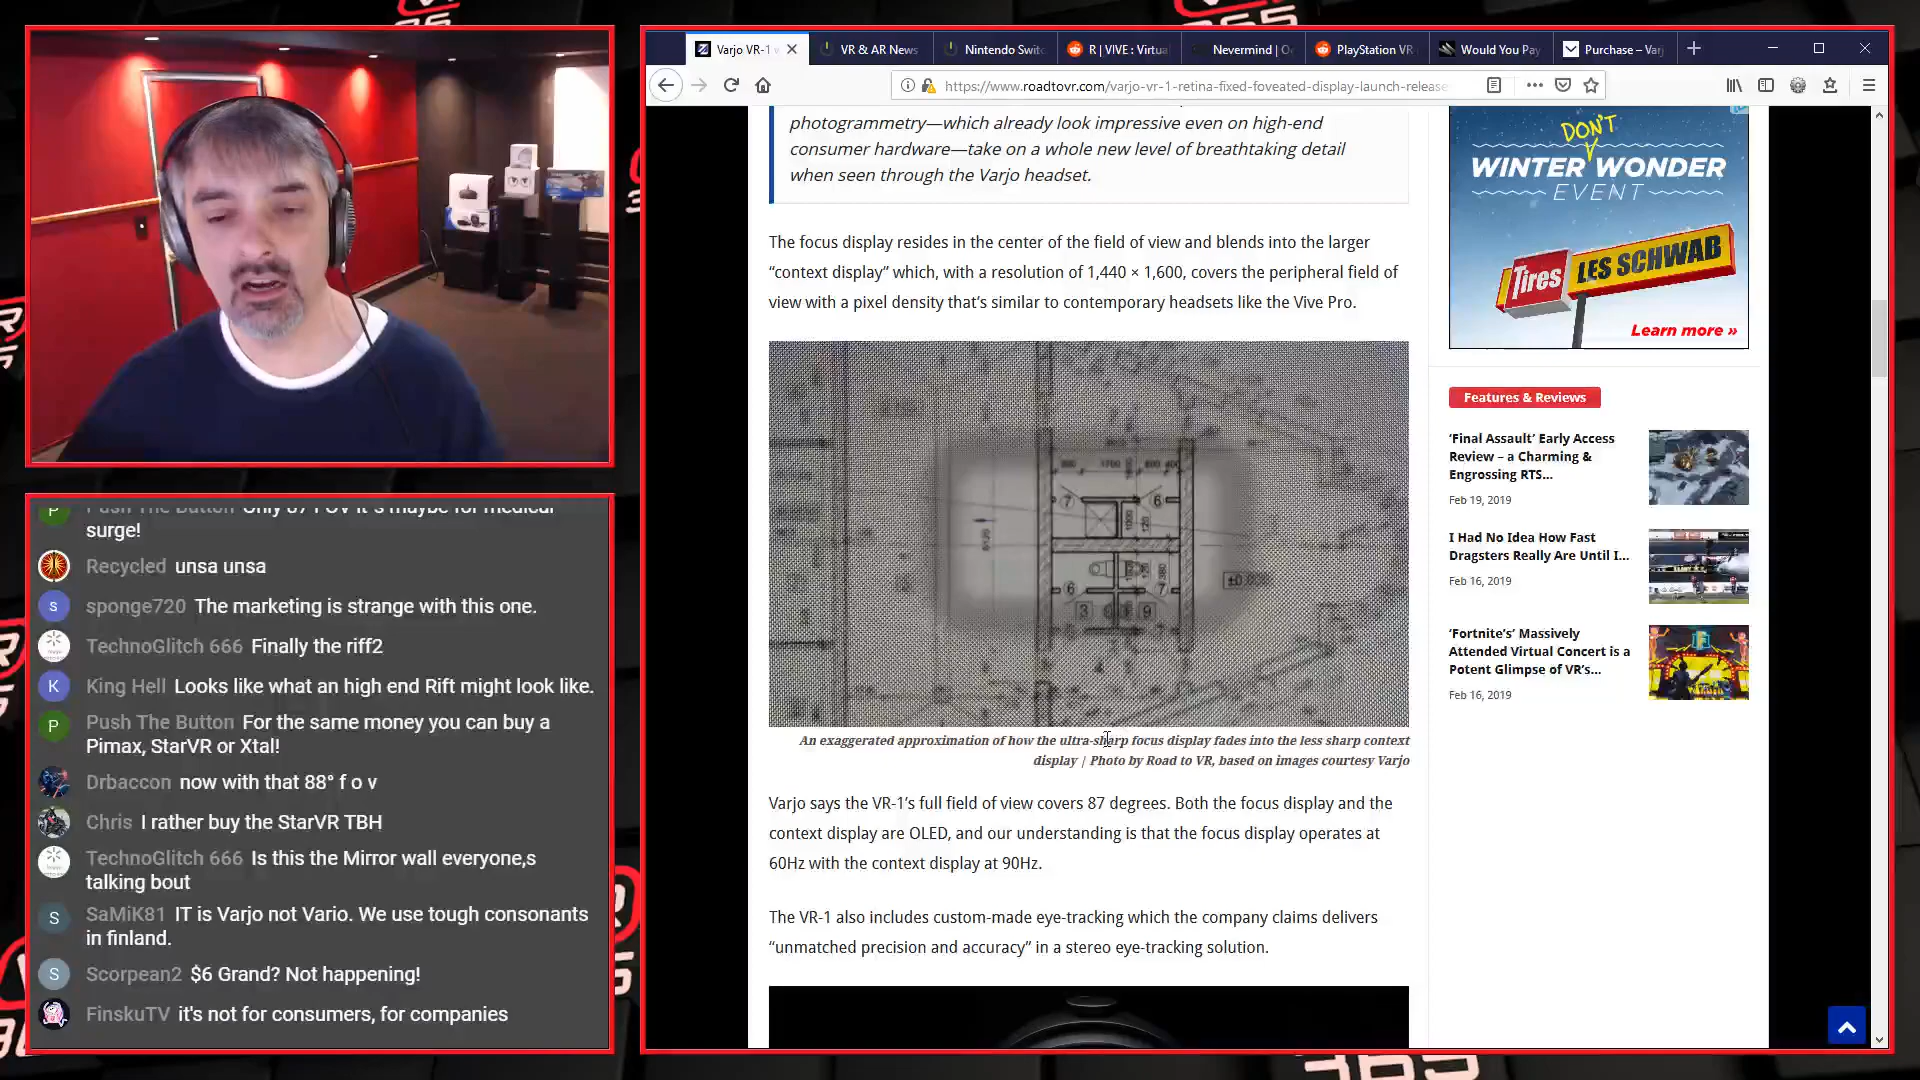 Varjo VR-1 v
VR & AR News
Nintendo Swit
R | VIVE : Virtua
Nevermind | O
PlayStation VR
Would You Pay
Purchase – Varj
https://www.roadtovr.com/varjo-vr-1-retina-fixed-foveated-display-launch-release
photogrammetry—which already look impressive even on high-end
consumer hardware—take on a whole new level of breathtaking detail
when seen through the Varjo headset.
The focus display resides in the center of the field of view and blends into the larger
“context display” which, with a resolution of 1,440 × 1,600, covers the peripheral field of
view with a pixel density that’s similar to contemporary headsets like the Vive Pro.
An exaggerated approximation of how the ultra-sharp focus display fades into the less sharp context
display | Photo by Road to VR, based on images courtesy Varjo
Varjo says the VR-1’s full field of view covers 87 degrees. Both the focus display and the
context display are OLED, and our understanding is that the focus display operates at
60Hz with the context display at 90Hz.
The VR-1 also includes custom-made eye-tracking which the company claims delivers
“unmatched precision and accuracy” in a stereo eye-tracking solution.
DON'T
WINTER WONDER
EVENT
Tires LES SCHWAB
Learn more »
Features & Reviews
‘Final Assault’ Early Access
Review – a Charming &
Engrossing RTS...
Feb 19, 2019
I Had No Idea How Fast
Dragsters Really Are Until I...
Feb 16, 2019
‘Fortnite’s’ Massively
Attended Virtual Concert is a
Potent Glimpse of VR’s...
Feb 16, 2019
Push The Button Only 87 FOV it´s maybe for medical
surge!
Recycled unsa unsa
sponge720 The marketing is strange with this one.
TechnoGlitch 666 Finally the riff2
King Hell Looks like what an high end Rift might look like.
Push The Button For the same money you can buy a
Pimax, StarVR or Xtal!
Drbaccon now with that 88° f o v
Chris I rather buy the StarVR TBH
TechnoGlitch 666 Is this the Mirror wall everyone,s
talking bout
SaMiK81 IT is Varjo not Vario. We use tough consonants
in finland.
Scorpean2 $6 Grand? Not happening!
FinskuTV it's not for consumers, for companies